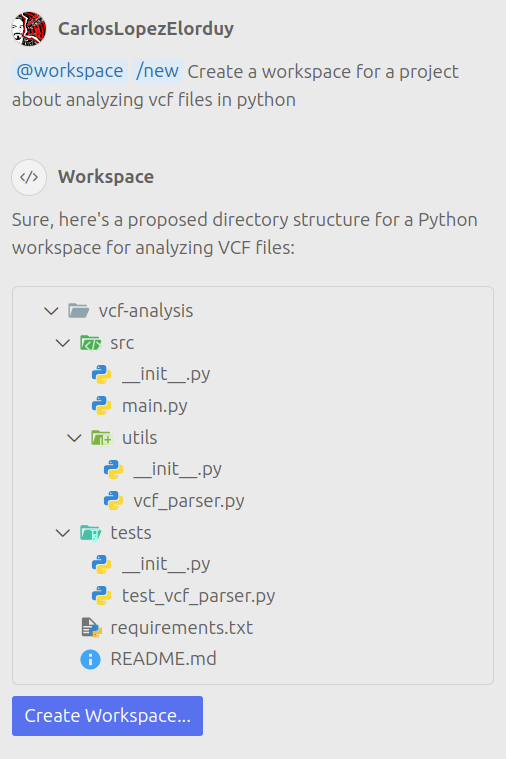 CarlosLopezElorduy
@workspace /new Create a workspace for a project
about analyzing vcf files in python
Workspace
Sure, here's a proposed directory structure for a Python
workspace for analyzing VCF files:
vcf-analysis
src
__init__.py
main.py
utils
__init__.py
vcf_parser.py
tests
__init__.py
test_vcf_parser.py
requirements.txt
README.md
Create Workspace...